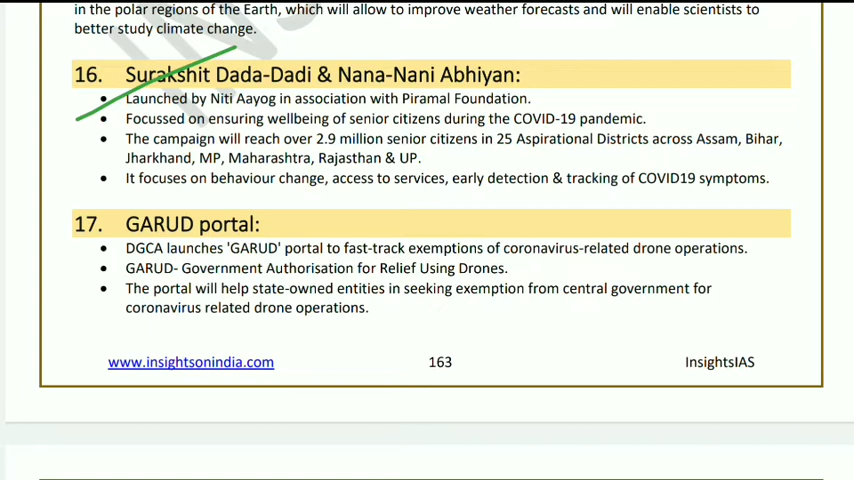 in the polar regions of the Earth, which will allow to improve weather forecasts and will enable scientists to
better study climate change.
16. Surakshit Dada-Dadi & Nana-Nani Abhiyan:
• Launched by Niti Aayog in association with Piramal Foundation.
• Focussed on ensuring wellbeing of senior citizens during the COVID-19 pandemic.
• The campaign will reach over 2.9 million senior citizens in 25 Aspirational Districts across Assam, Bihar,
Jharkhand, MP, Maharashtra, Rajasthan & UP.
• It focuses on behaviour change, access to services, early detection & tracking of COVID19 symptoms.
17. GARUD portal:
• DGCA launches 'GARUD' portal to fast-track exemptions of coronavirus-related drone operations.
• GARUD- Government Authorisation for Relief Using Drones.
• The portal will help state-owned entities in seeking exemption from central government for
coronavirus related drone operations.
www.insightsonindia.com 163 InsightsIAS